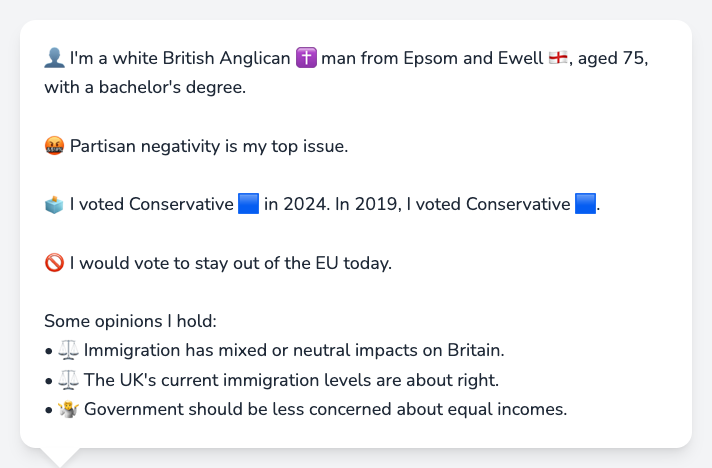 👤 I'm a white British Anglican ✝️ man from Epsom and Ewell 🏴󠁧󠁢󠁥󠁮󠁧󠁿, aged 75,
with a bachelor's degree.
🤬 Partisan negativity is my top issue.
🗳️ I voted Conservative 🟦 in 2024. In 2019, I voted Conservative 🟦.
🚫 I would vote to stay out of the EU today.
Some opinions I hold:
• ⚖️ Immigration has mixed or neutral impacts on Britain.
• ⚖️ The UK's current immigration levels are about right.
• 🤷 Government should be less concerned about equal incomes.